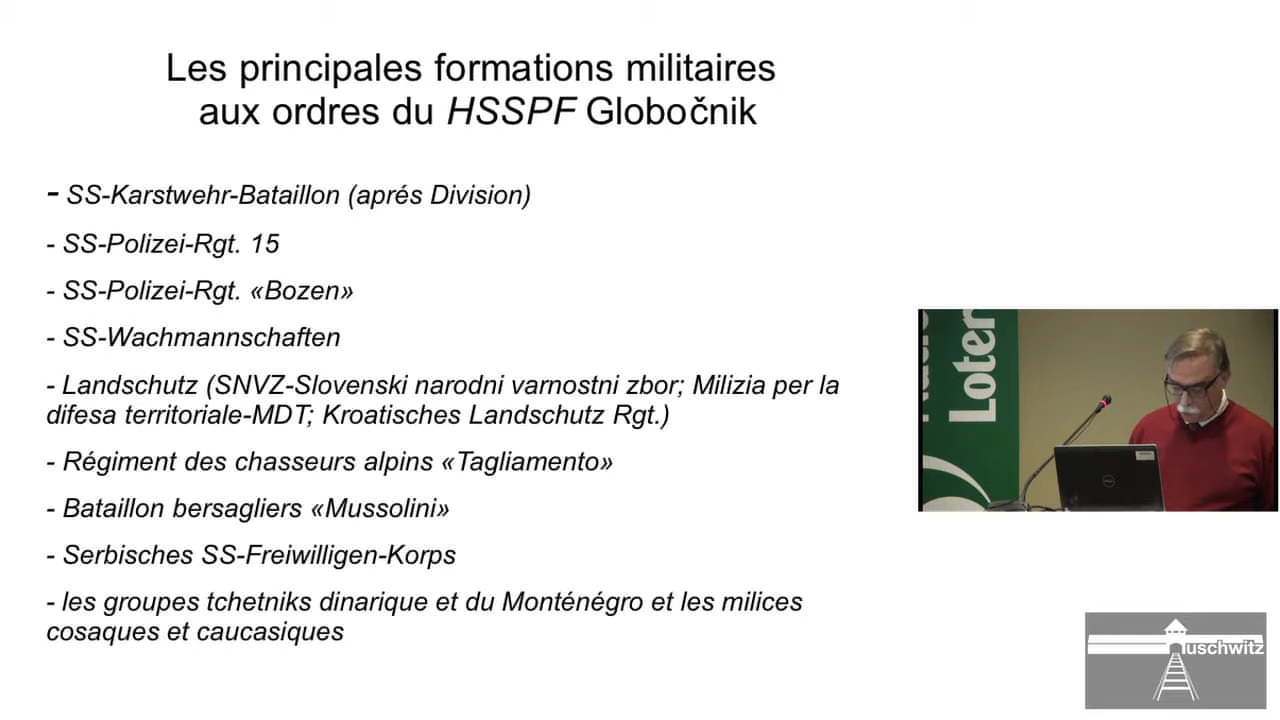 Les principales formations militaires
aux ordres du HSSPF Globočnik
- SS-Karstwehr-Bataillon (aprés Division)
- SS-Polizei-Rgt. 15
- SS-Polizei-Rgt. «Bozen»
- SS-Wachmannschaften
- Landschutz (SNVZ-Slovenski narodni varnostni zbor; Milizia per la
difesa territoriale-MDT; Kroatisches Landschutz Rgt.)
- Régiment des chasseurs alpins «Tagliamento»
- Bataillon bersagliers «Mussolini»
- Serbisches SS-Freiwilligen-Korps
- les groupes tchetniks dinarique et du Monténégro et les milices
cosaques et caucasiques
Loter
uschwitz